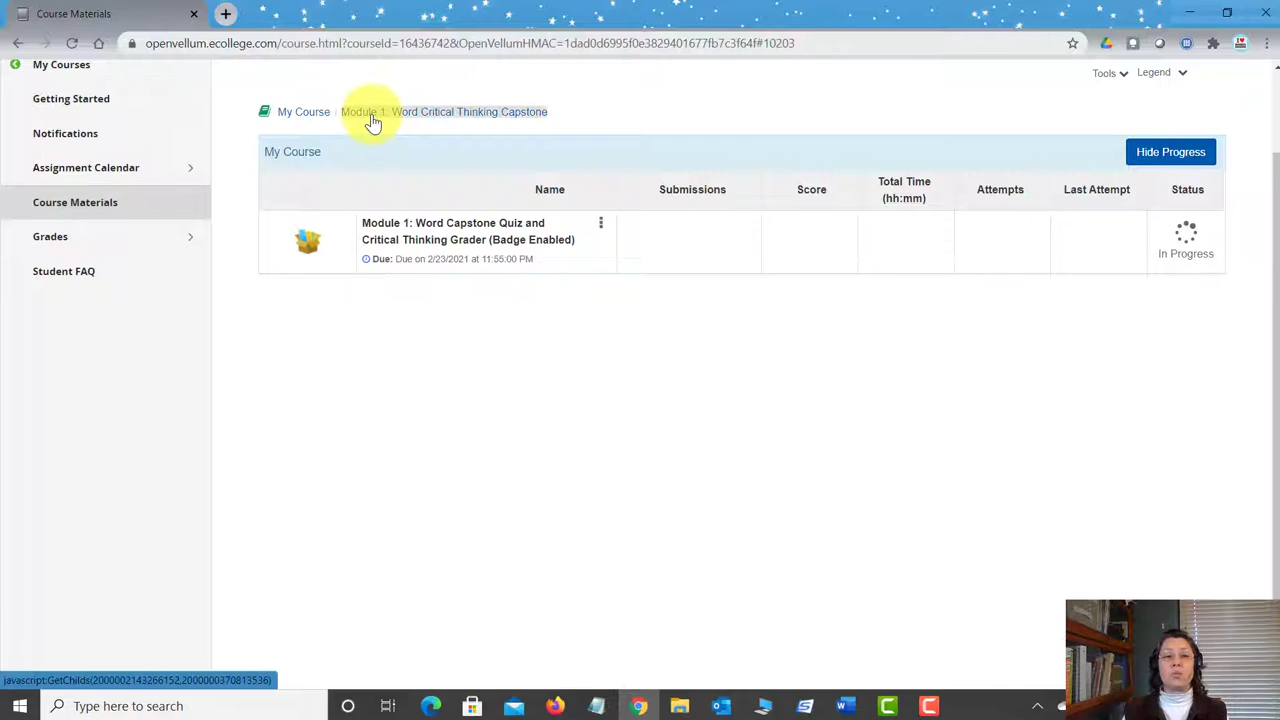 Course Materials
openvellum.ecollege.com/course.html?courseId=16436742&OpenVellumHMAC=1dad0d6995f0e3829401677fb7c3f64f#10203
My Courses
Tools
Legend
Getting Started
My Course / Module 1: Word Critical Thinking Capstone
Notifications
My Course
Hide Progress
Assignment Calendar
Name
Submissions
Score
Total Time
(hh:mm)
Attempts
Last Attempt
Status
Course Materials
Module 1: Word Capstone Quiz and
Critical Thinking Grader (Badge Enabled)
Due: Due on 2/23/2021 at 11:55:00 PM
In Progress
Grades
Student FAQ
javascript:GetChilds(2000002143266152,2000000370813536)
Type here to search